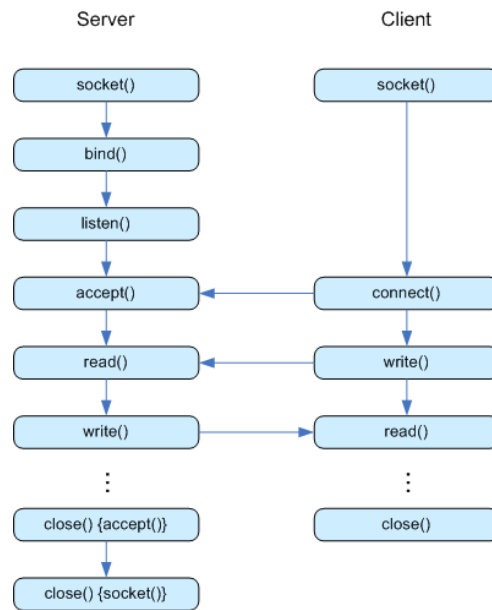 Server Client
socket() socket()
bind()
listen()
accept() connect()
read() write()
write() read()
⋮ ⋮
close() {accept()} close()
close() {socket()}